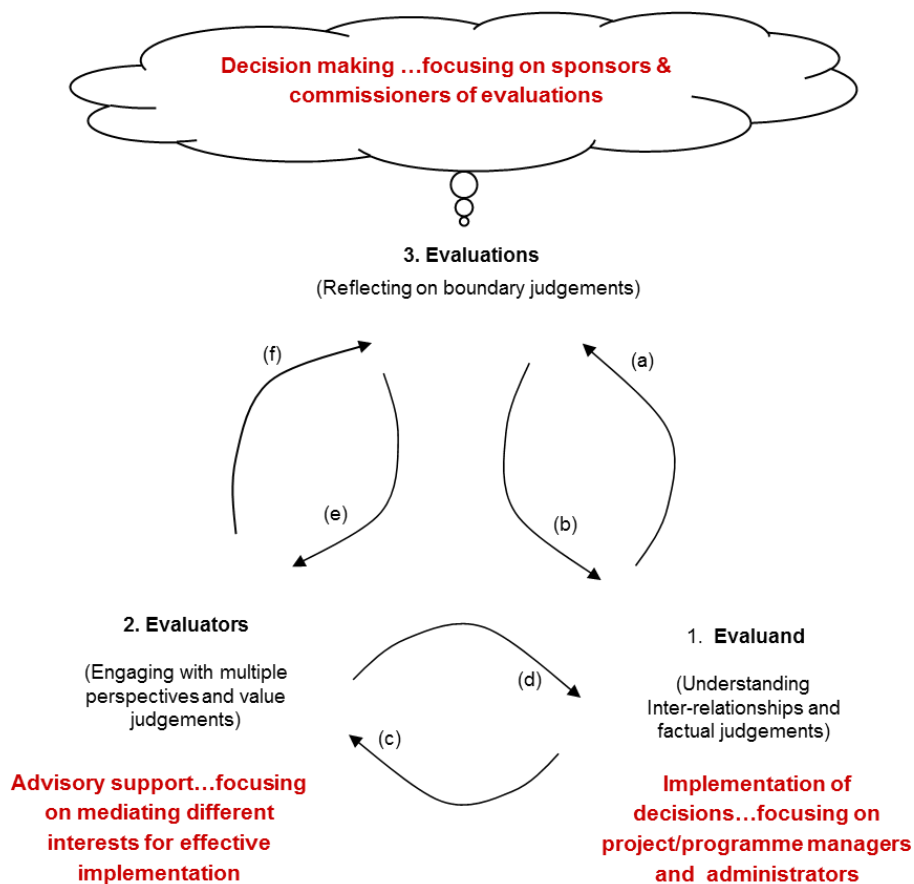 Decision making …focusing on sponsors &
commissioners of evaluations
3. Evaluations
(Reflecting on boundary judgements)
(f)
(a)
(e)
(b)
2. Evaluators
(Engaging with multiple
perspectives and value
judgements)
(d)
(c)
1. Evaluand
(Understanding
Inter-relationships and
factual judgements)
Advisory support…focusing
on mediating different
interests for effective
implementation
Implementation of
decisions…focusing on
project/programme managers
and administrators